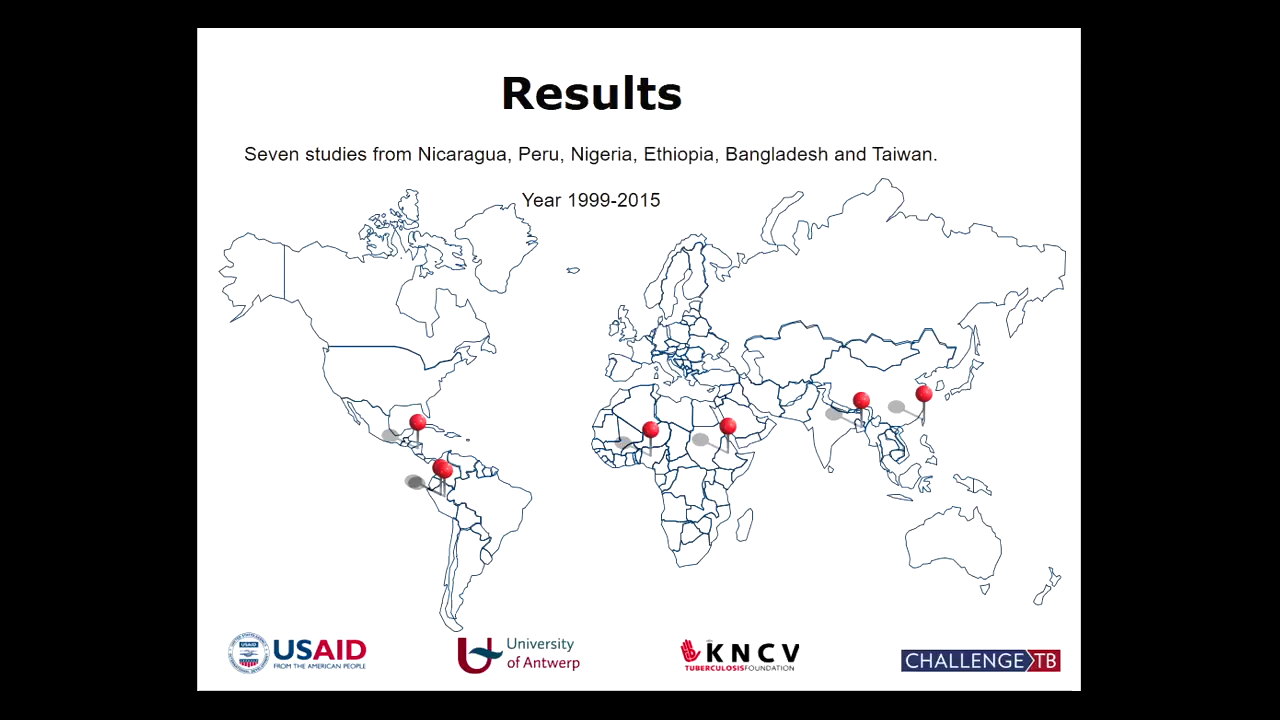 Results
Seven studies from Nicaragua, Peru, Nigeria, Ethiopia, Bangladesh and Taiwan.
Year 1999-2015
USAID
FROM THE AMERICAN PEOPLE
University
of Antwerp
KNCV
TUBERCULOSISFOUNDATION
CHALLENGE TB